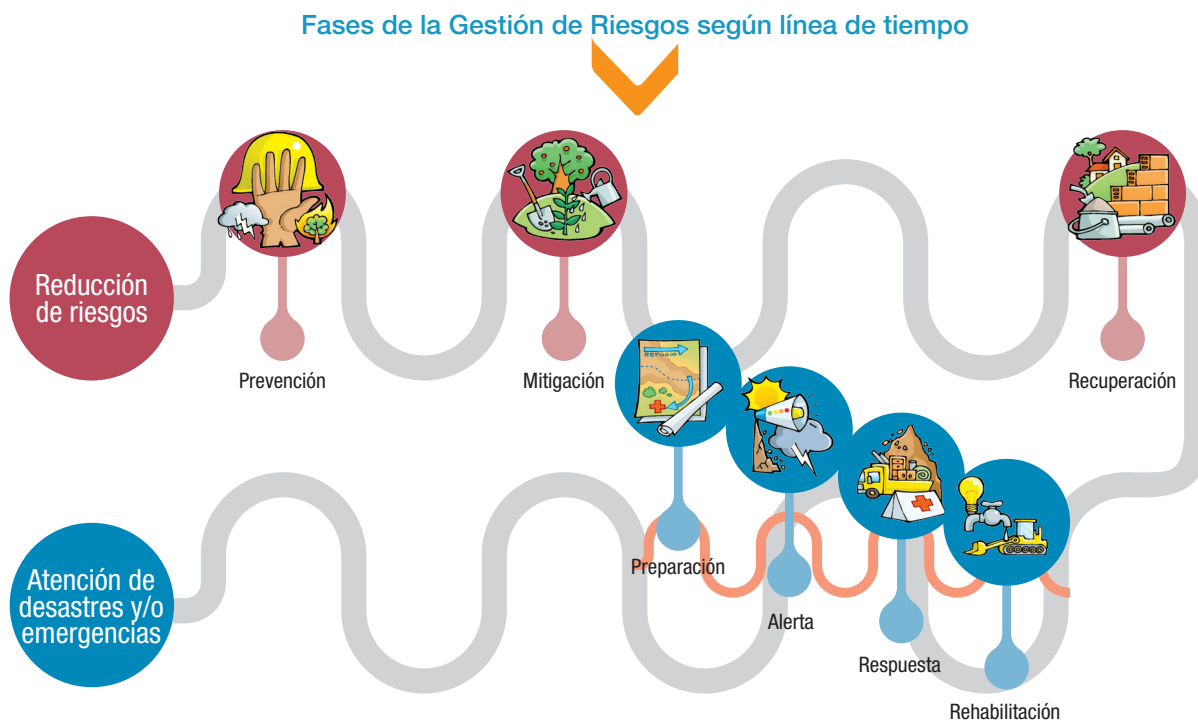 Fases de la Gestión de Riesgos según línea de tiempo
Reducción
de riesgos
Prevención
Mitigación
Recuperación
REFUGIO
Preparación
Alerta
Respuesta
Rehabilitación
Atención de
desastres y/o
emergencias